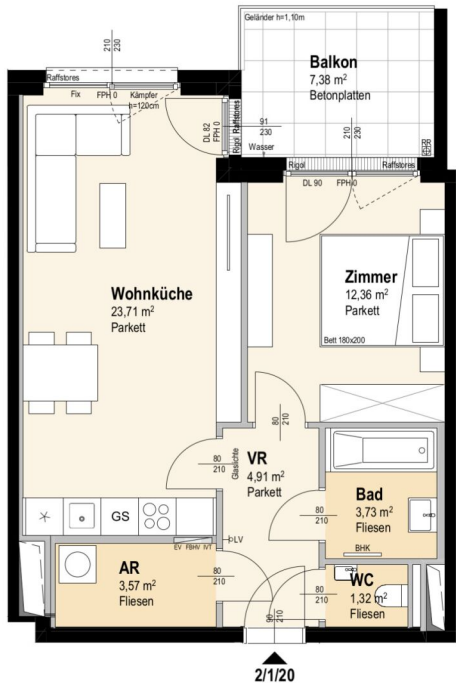 Geländer h=1,10m
Balkon
7,38 m²
Betonplatten
210
230
Raffstores
Fix
FPH 0
Kämpfer
h=120cm
DL 82
FPH 0
Rigol
Raffstores
91
230
Wasser
210
230
Rigol
Raffstores
DL 90
FPH 0
Wohnküche
23,71 m²
Parkett
Zimmer
12,36 m²
Parkett
Bett 180x200
80
210
VR
4,91 m²
Parkett
Glaslichte
80
210
Bad
3,73 m²
Fliesen
80
210
BHK
GS
LV
EV FBHV IVT
AR
3,57 m²
Fliesen
80
210
WC
1,32 m²
Fliesen
80
210
90
210
2/1/20